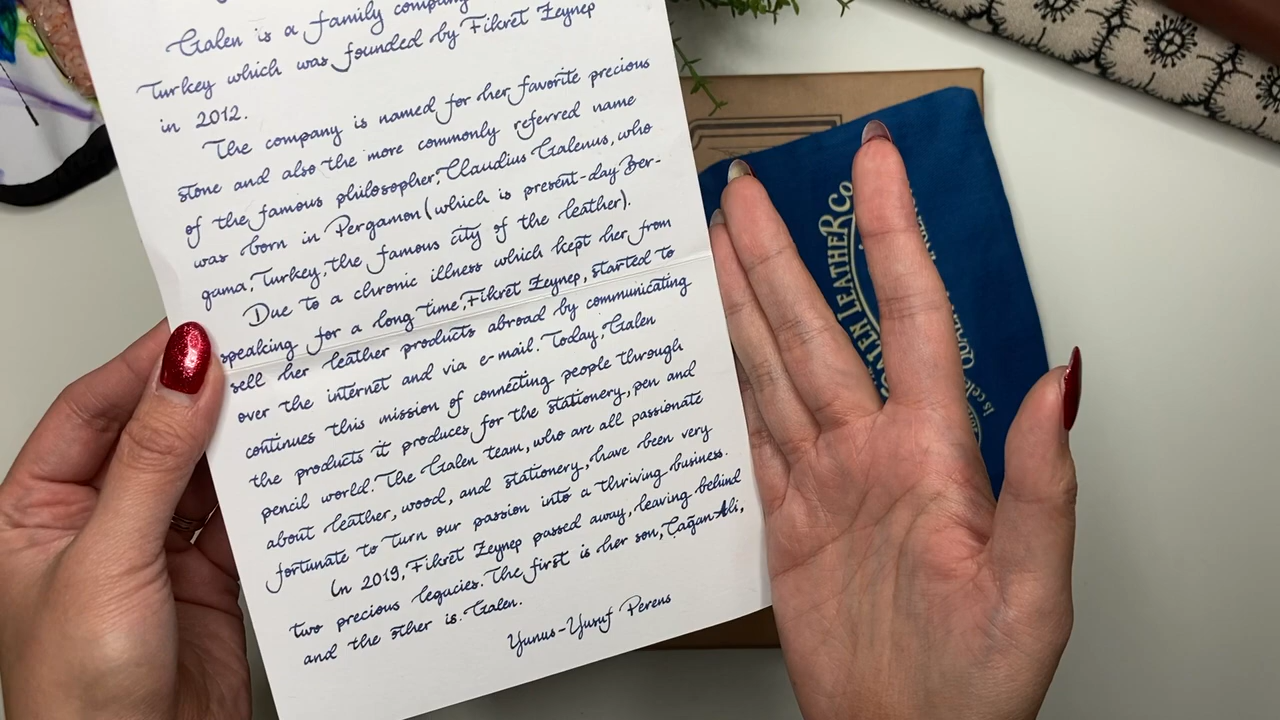 Galen is a family company
Turkey which was founded by Fikret Zeynep
in 2012.
The company is named for her favorite precious
stone and also the more commonly referred name
of the famous philosopher, Claudius Galenus, who
was born in Pergamon (which is present-day Ber-
gama, Turkey, the famous city of the leather).
Due to a chronic illness which kept her from
speaking for a long time, Fikret Zeynep, started to
sell her leather products abroad by communicating
over the internet and via e-mail. Today, Galen
continues this mission of connecting people through
the products it produces for the stationery, pen and
pencil world. The Galen team, who are all passionate
about leather, wood, and stationery, have been very
fortunate to turn our passion into a thriving business.
In 2019, Fikret Zeynep passed away, leaving behind
two precious legacies. The first is her son, Çağan Ali,
and the other is Galen.
Yunus-Yusuf Perens
LEATHER Co